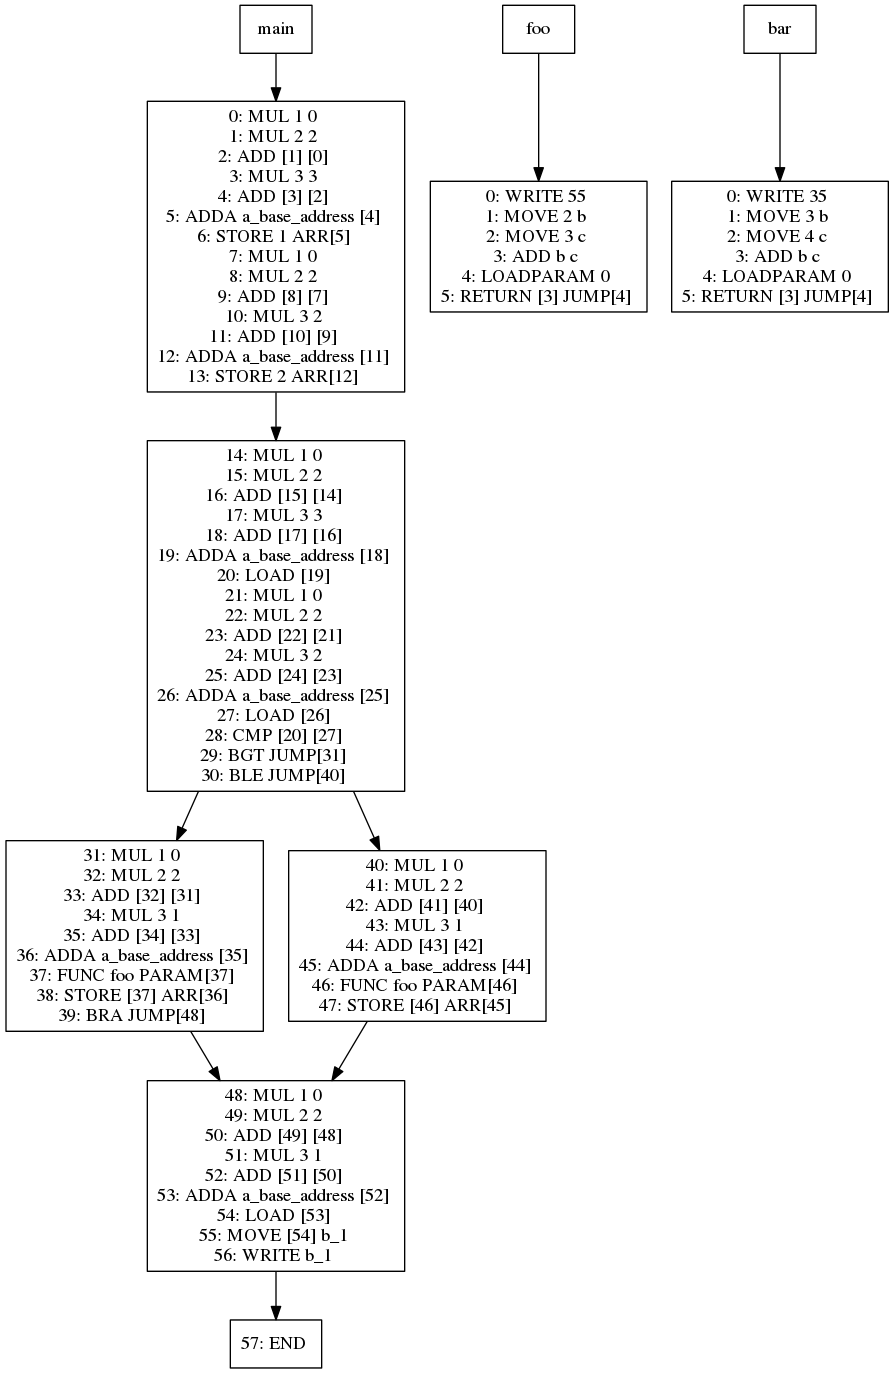 main
foo
bar
0: MUL 1 0
1: MUL 2 2
2: ADD [1] [0]
3: MUL 3 3
4: ADD [3] [2]
5: ADDA a_base_address [4]
6: STORE 1 ARR[5]
7: MUL 1 0
8: MUL 2 2
9: ADD [8] [7]
10: MUL 3 2
11: ADD [10] [9]
12: ADDA a_base_address [11]
13: STORE 2 ARR[12]
0: WRITE 55
1: MOVE 2 b
2: MOVE 3 c
3: ADD b c
4: LOADPARAM 0
5: RETURN [3] JUMP[4]
0: WRITE 35
1: MOVE 3 b
2: MOVE 4 c
3: ADD b c
4: LOADPARAM 0
5: RETURN [3] JUMP[4]
14: MUL 1 0
15: MUL 2 2
16: ADD [15] [14]
17: MUL 3 3
18: ADD [17] [16]
19: ADDA a_base_address [18]
20: LOAD [19]
21: MUL 1 0
22: MUL 2 2
23: ADD [22] [21]
24: MUL 3 2
25: ADD [24] [23]
26: ADDA a_base_address [25]
27: LOAD [26]
28: CMP [20] [27]
29: BGT JUMP[31]
30: BLE JUMP[40]
31: MUL 1 0
32: MUL 2 2
33: ADD [32] [31]
34: MUL 3 1
35: ADD [34] [33]
36: ADDA a_base_address [35]
37: FUNC foo PARAM[37]
38: STORE [37] ARR[36]
39: BRA JUMP[48]
40: MUL 1 0
41: MUL 2 2
42: ADD [41] [40]
43: MUL 3 1
44: ADD [43] [42]
45: ADDA a_base_address [44]
46: FUNC foo PARAM[46]
47: STORE [46] ARR[45]
48: MUL 1 0
49: MUL 2 2
50: ADD [49] [48]
51: MUL 3 1
52: ADD [51] [50]
53: ADDA a_base_address [52]
54: LOAD [53]
55: MOVE [54] b_1
56: WRITE b_1
57: END